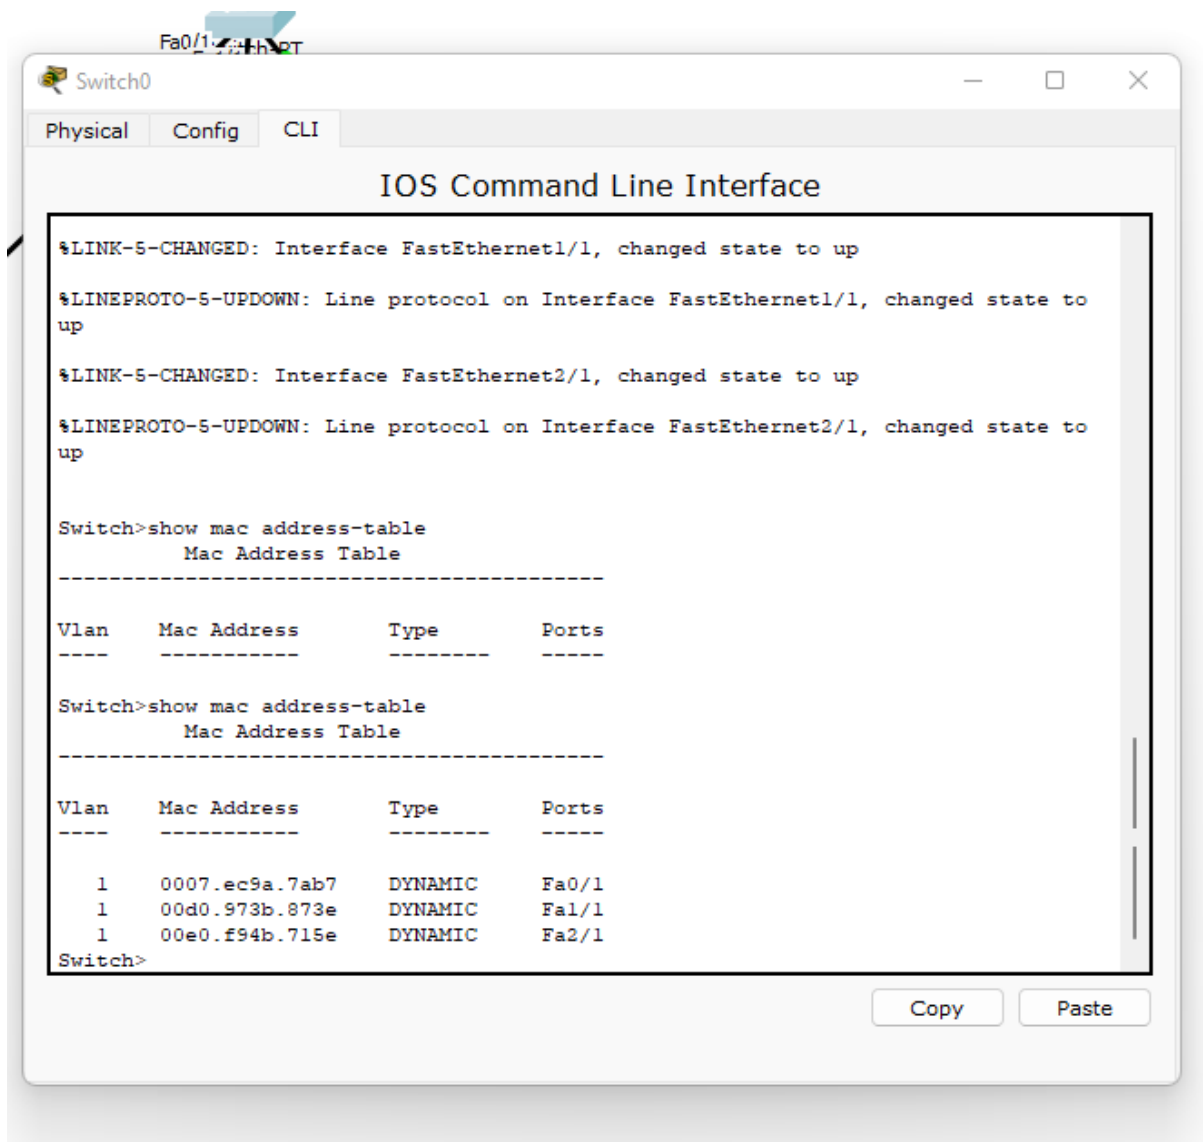 Fa0/1
Switch-PT
Switch0
Physical Config CLI
IOS Command Line Interface
%LINK-5-CHANGED: Interface FastEthernet1/1, changed state to up
%LINEPROTO-5-UPDOWN: Line protocol on Interface FastEthernet1/1, changed state to
up
%LINK-5-CHANGED: Interface FastEthernet2/1, changed state to up
%LINEPROTO-5-UPDOWN: Line protocol on Interface FastEthernet2/1, changed state to
up
Switch>show mac address-table
Mac Address Table
-------------------------------------------
Vlan Mac Address Type Ports
---- ----------- -------- -----
Switch>show mac address-table
Mac Address Table
-------------------------------------------
Vlan Mac Address Type Ports
---- ----------- -------- -----
1 0007.ec9a.7ab7 DYNAMIC Fa0/1
1 00d0.973b.873e DYNAMIC Fa1/1
1 00e0.f94b.715e DYNAMIC Fa2/1
Switch>
Copy Paste